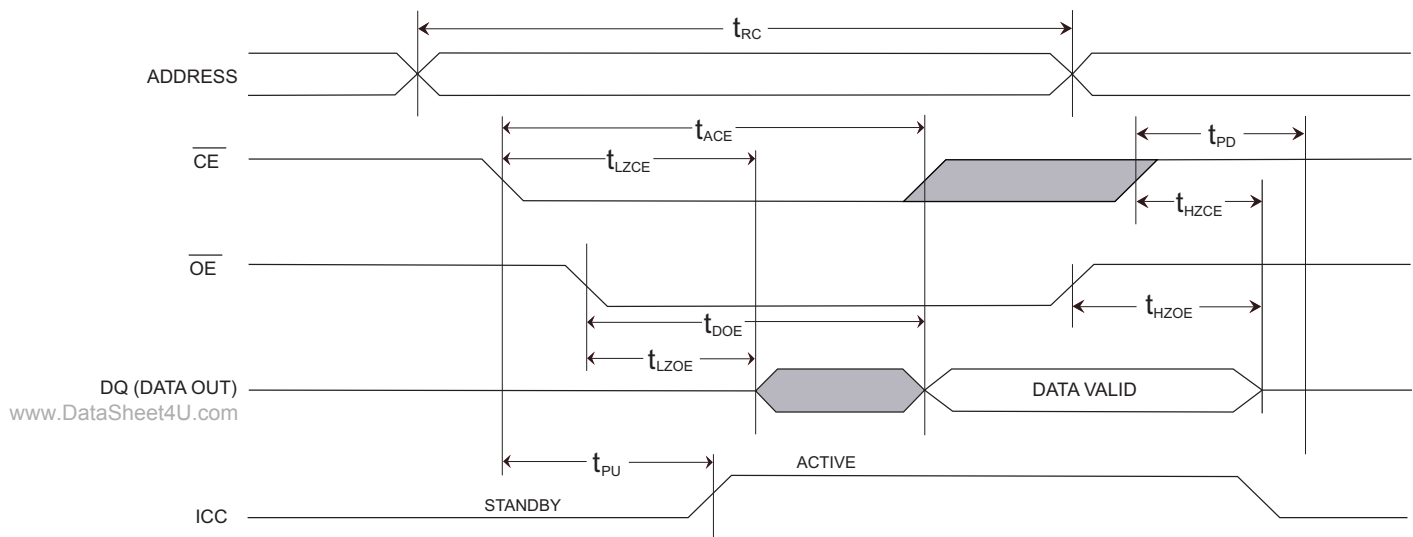 tRC
ADDRESS
tACE
tPD
CE
tLZCE
tHZCE
OE
tHZOE
tDOE
tLZOE
DQ (DATA OUT)
DATA VALID
www.DataSheet4U.com
tPU
ACTIVE
STANDBY
ICC